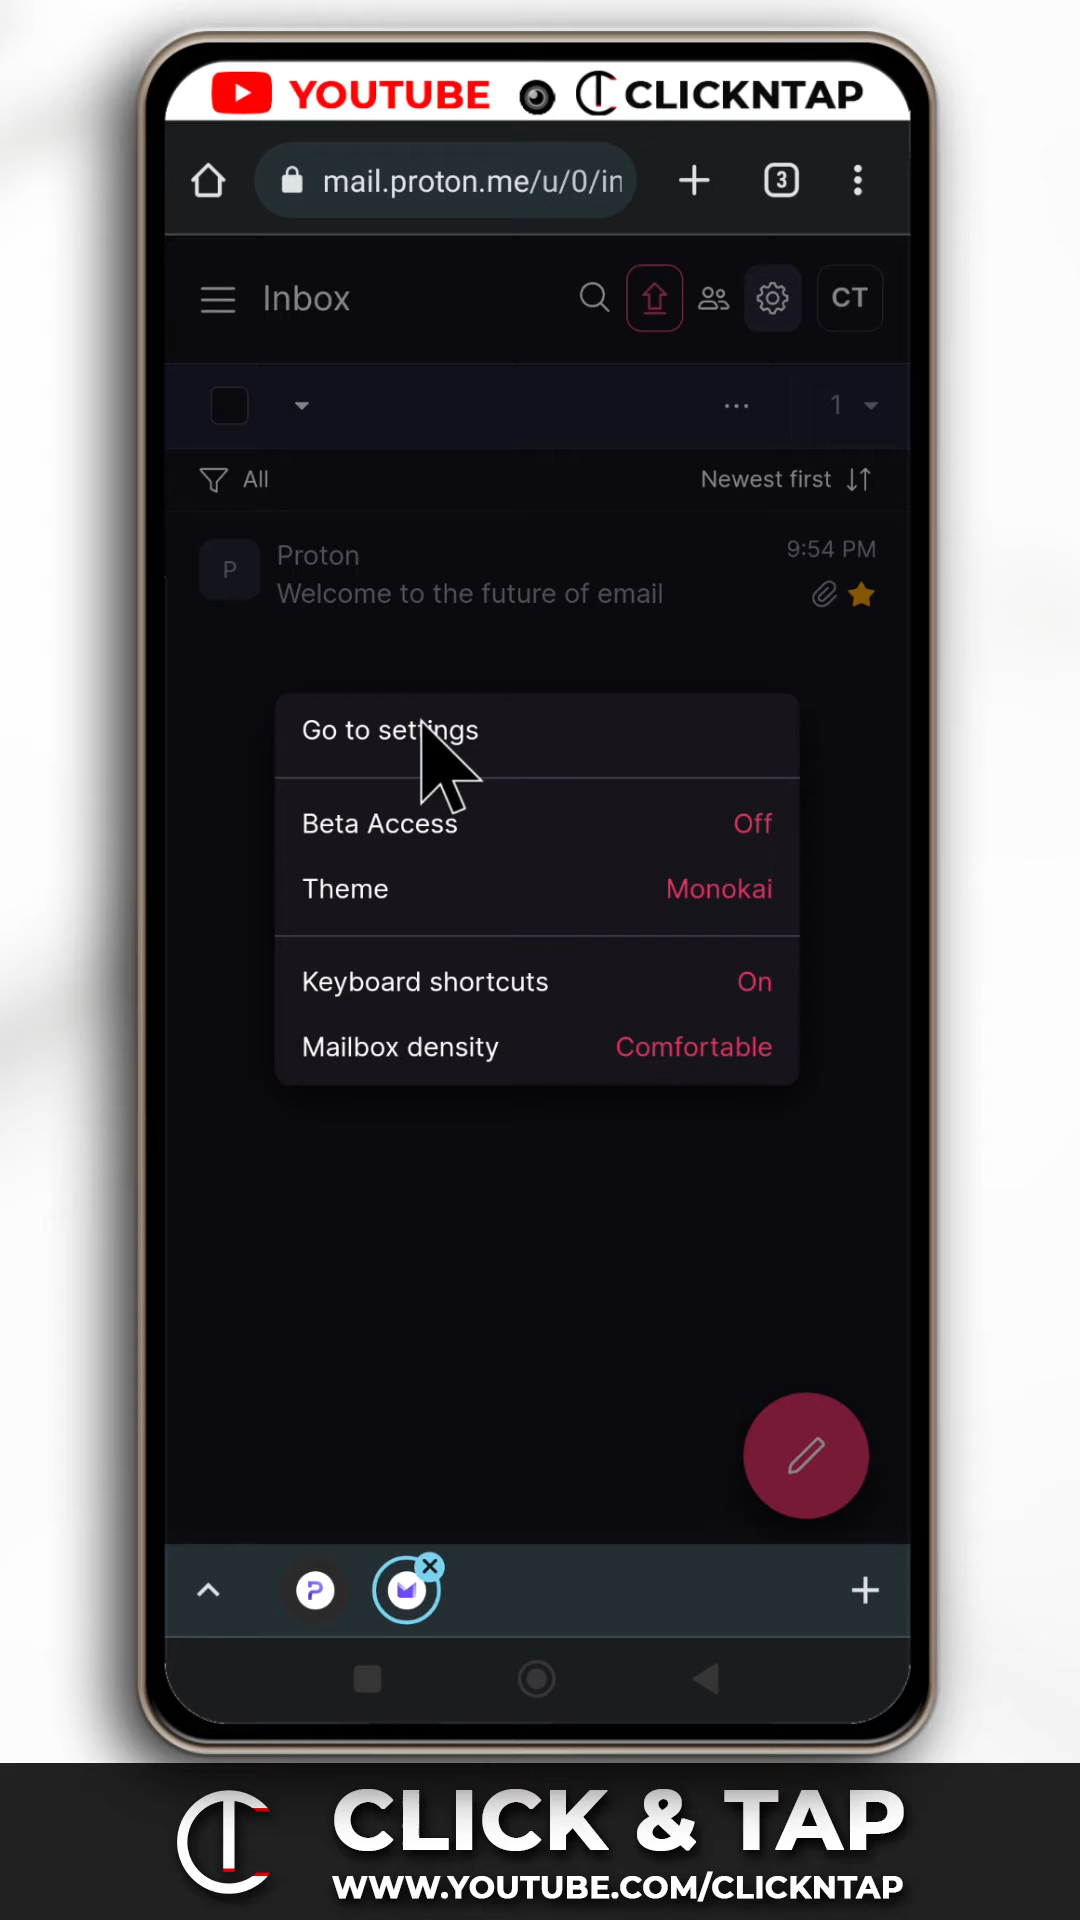 YOUTUBE CLICKNTAP
mail.proton.me/u/0/in
3
Inbox
CT
1
All
Newest first
P
Proton
9:54 PM
Welcome to the future of email
Go to settings
Beta Access
Off
Theme
Monokai
Keyboard shortcuts
On
Mailbox density
Comfortable
CLICK & TAP
WWW.YOUTUBE.COM/CLICKNTAP